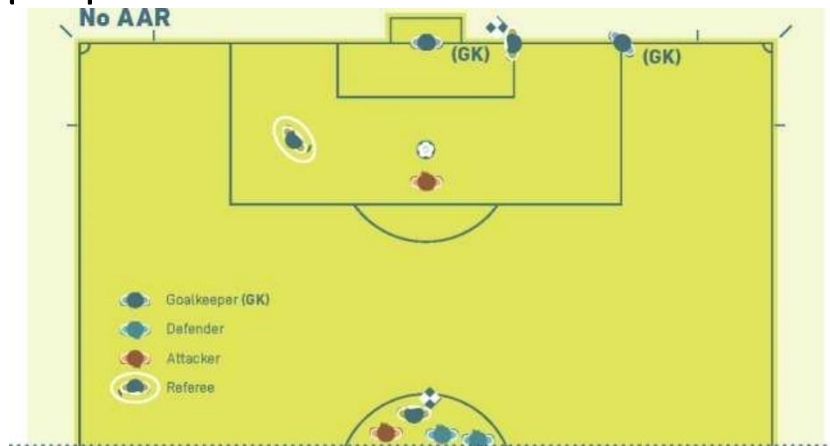 No AAR
(GK)
(GK)
Goalkeeper (GK)
Defender
Attacker
Referee